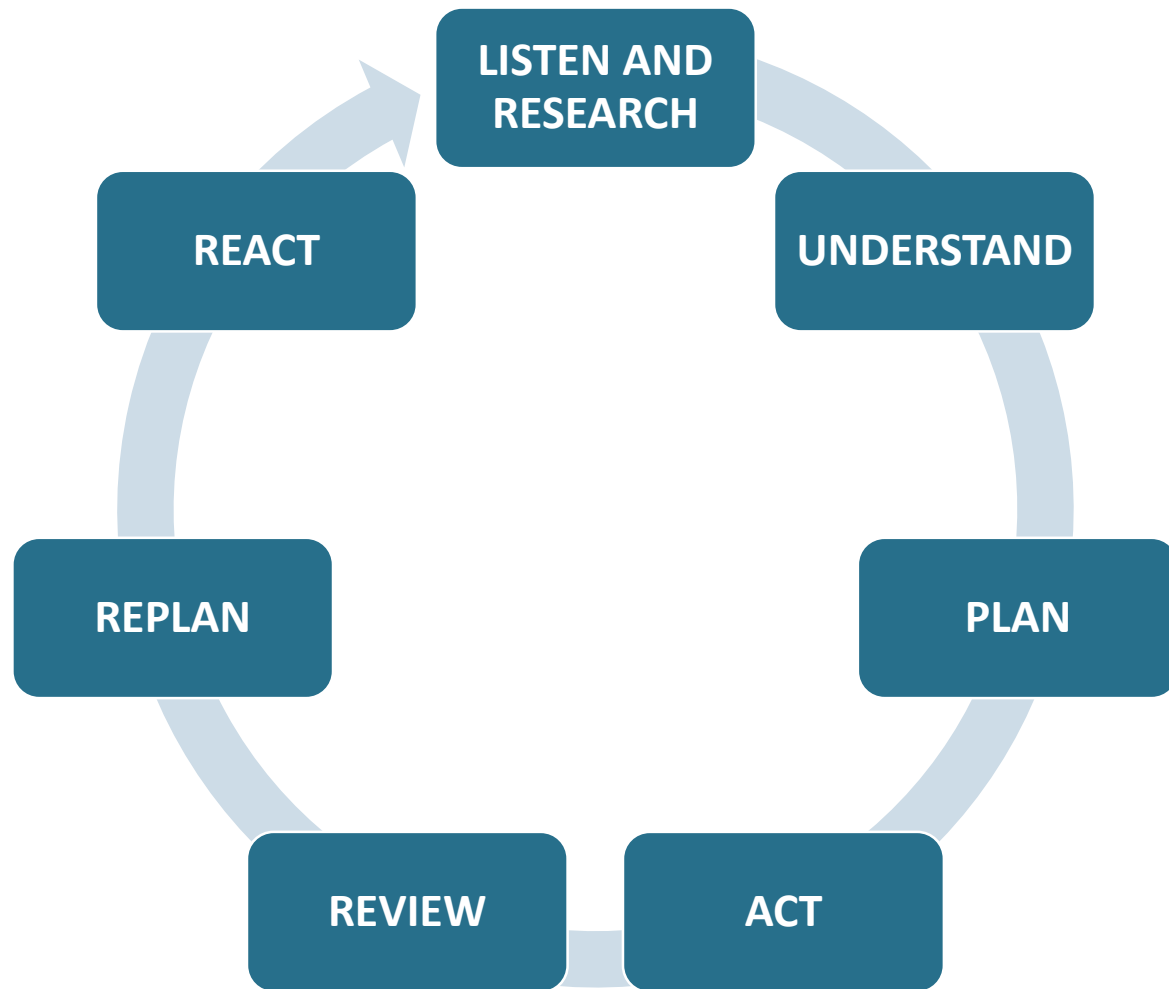 LISTEN AND
RESEARCH
UNDERSTAND
PLAN
ACT
REVIEW
REPLAN
REACT